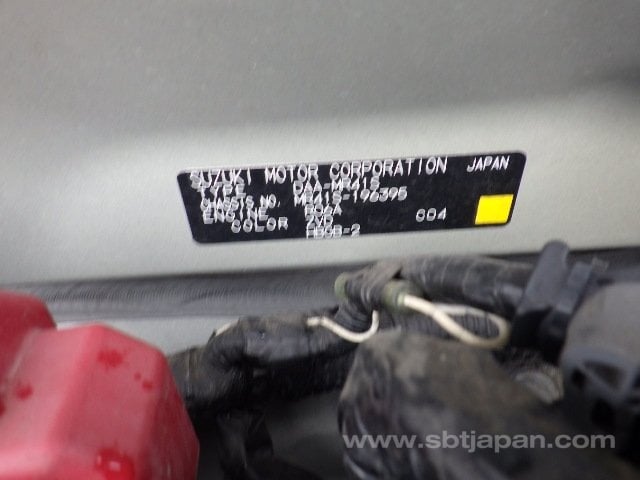 SUZUKI MOTOR CORPORATION JAPAN
TYPE DAA-MR41S
CHASSIS NO. MR41S-196395
ENGINE R06A C04
COLOR ZVD
www.sbtjapan.com